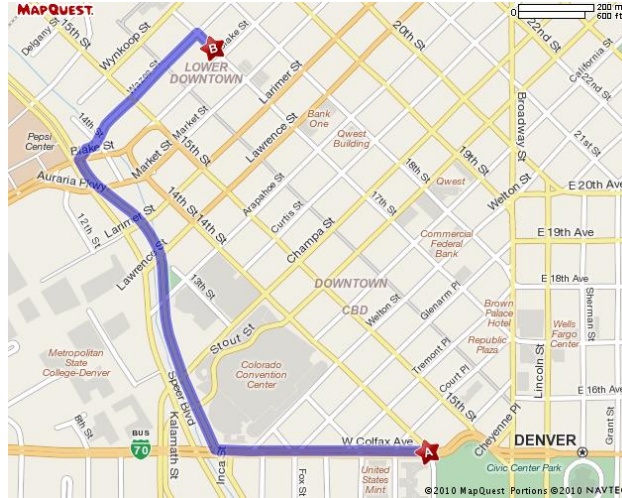 MAPQUEST
0 200 m
600 ft
Delgany St
15th St
Wynkoop St
Wazee St
Blake St
B
LOWER
DOWNTOWN
20th St
22nd St
California St
22nd St
Larimer St
14th St
Market St
Lawrence St
Bank
One
Qwest
Building
Broadway St
21st St
Pepsi
Center
Blake St
Market St
15th St
19th St
Auraria Pkwy
Arapahoe St
18th St
Qwest
Welton St
E 20th Ave
12th St
Larimer St
14th St
14th St
Curtis St
17th St
Champa St
Commercial
Federal
Bank
E 19th Ave
Lawrence St
13th St
DOWNTOWN
CBD
Glenarm Pl
E 18th Ave
Welton St
Brown
Palace
Hotel
Sherman St
Stout St
Tremont Pl
Republic
Plaza
Wells
Fargo
Center
Lincoln St
Metropolitan
State
College-Denver
Speer Blvd
Kalamath St
Colorado
Convention
Center
Court Pl
15th St
E 16th Ave
Cheyenne Pl
Grant St
8th St
BUS
70
Inca St
W Colfax Ave
A
DENVER
Fox St
United
States
Mint
Civic Center Park
©2010 MapQuest Portions ©2010 NAVTEQ